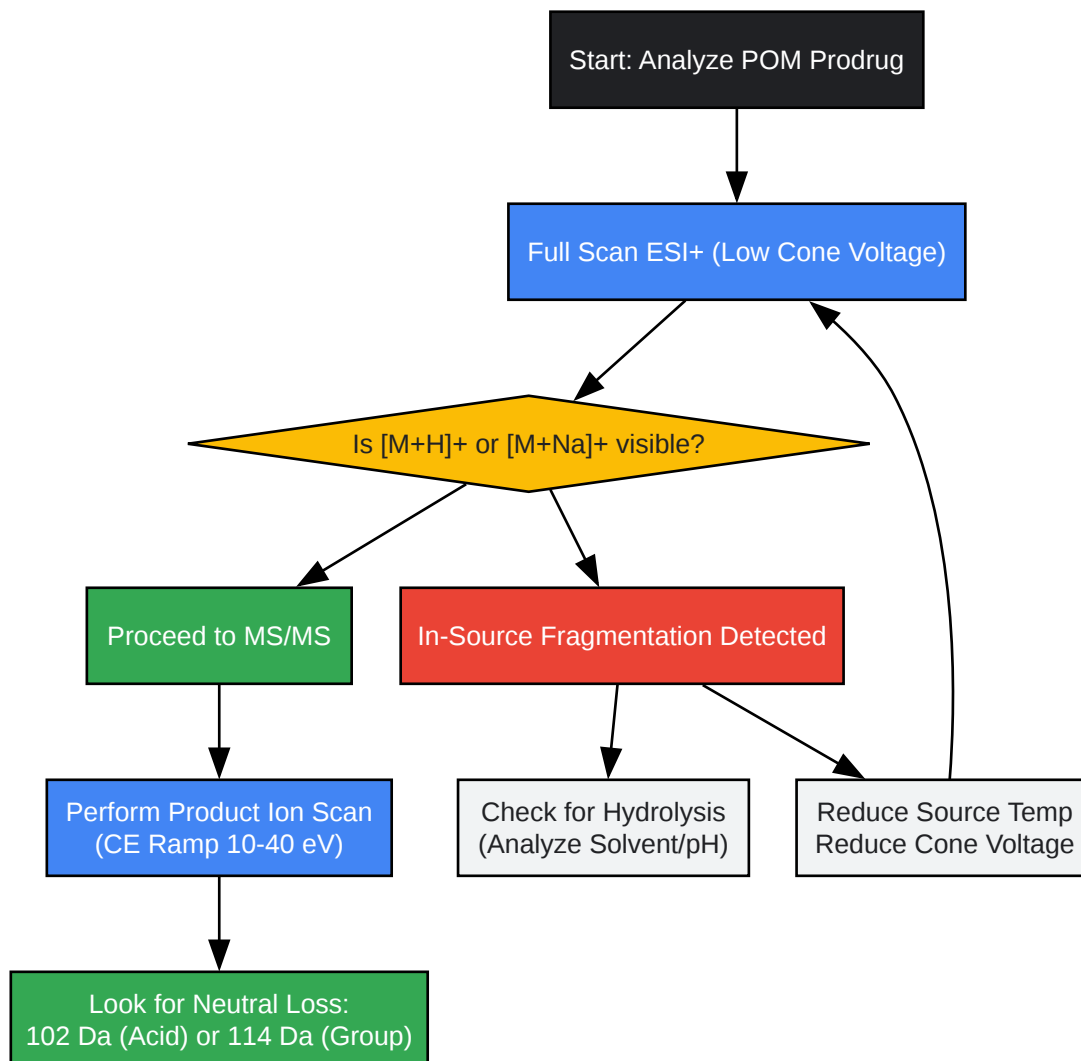 Start: Analyze POM Prodrug
Full Scan ESI+ (Low Cone Voltage)
Is [M+H]+ or [M+Na]+ visible?
Proceed to MS/MS
In-Source Fragmentation Detected
Perform Product Ion Scan
(CE Ramp 10-40 eV)
Check for Hydrolysis
(Analyze Solvent/pH)
Reduce Source Temp
Reduce Cone Voltage
Look for Neutral Loss:
102 Da (Acid) or 114 Da (Group)